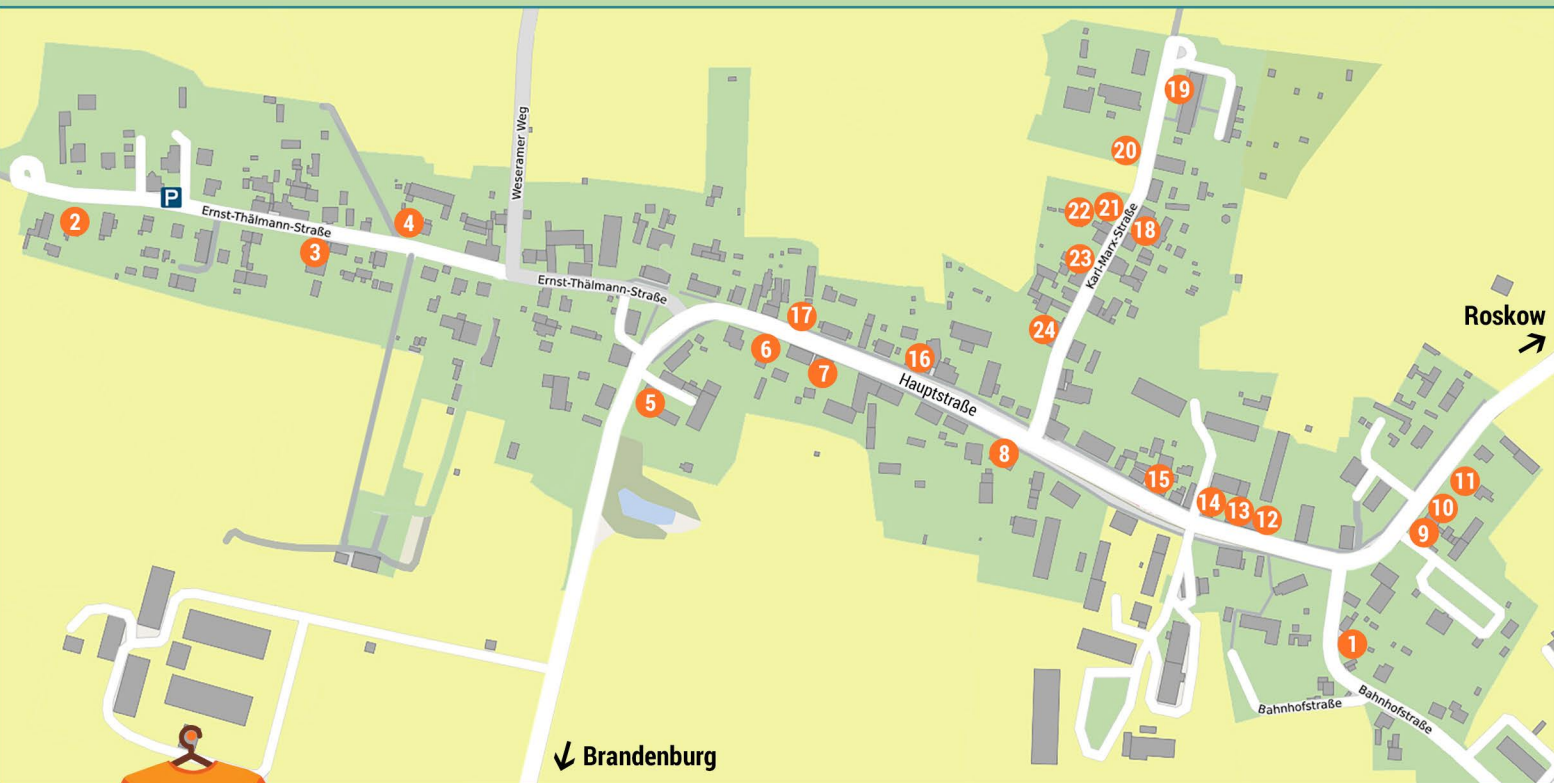 19
20
Weseramer Weg
P
22
21
2
Ernst-Thälmann-Straße
4
18
3
Karl-Marx-Straße
23
Ernst-Thälmann-Straße
Roskow
17
24
6
16
7
Hauptstraße
5
8
15
11
14
13
12
10
9
1
Bahnhofstraße
Bahnhofstraße
Brandenburg